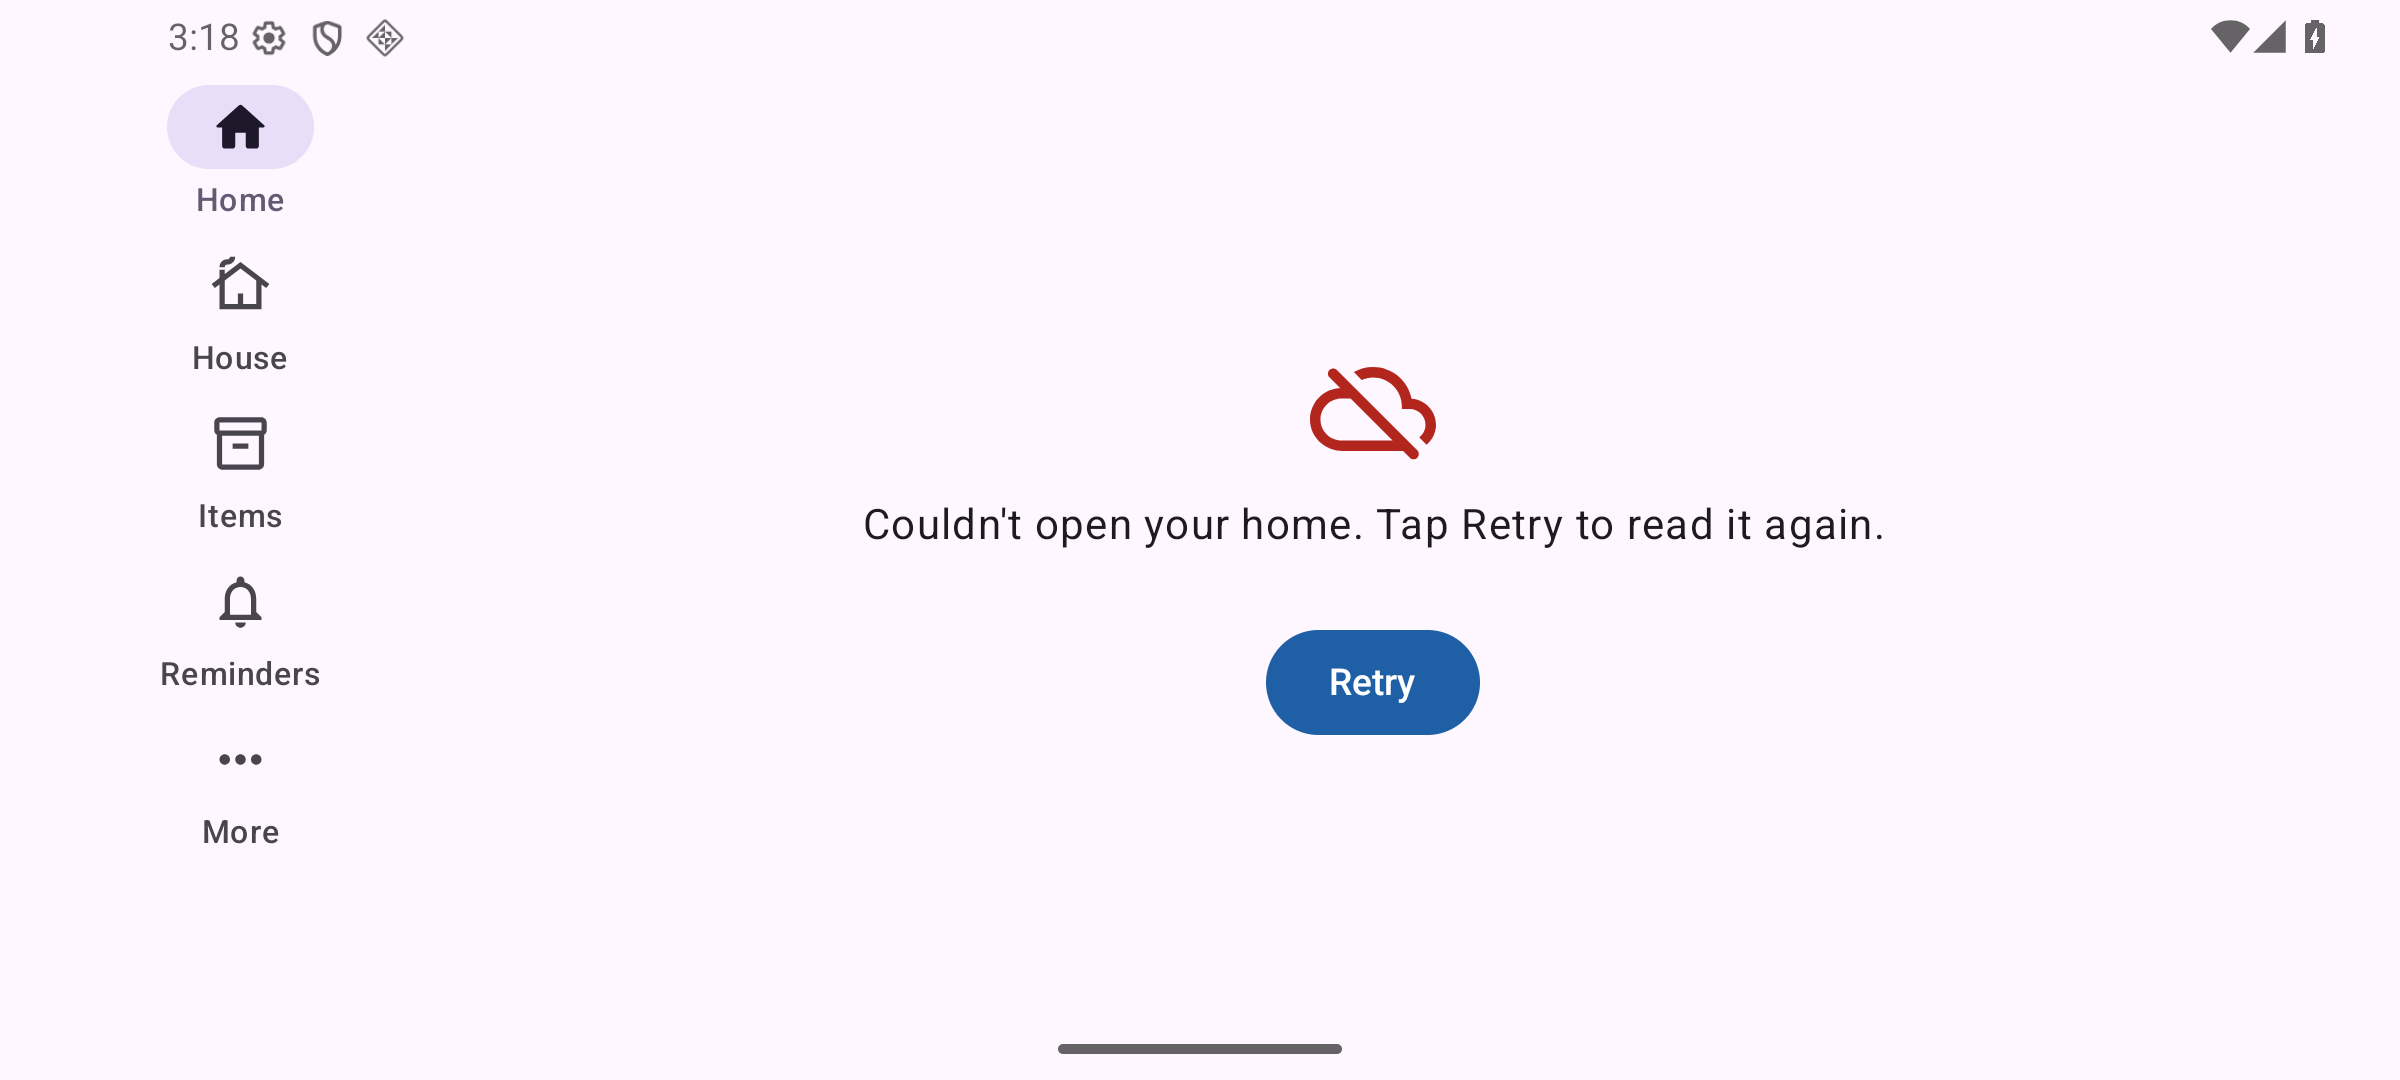 3:18
Home
House
Items
Reminders
More
Couldn't open your home. Tap Retry to read it again.
Retry